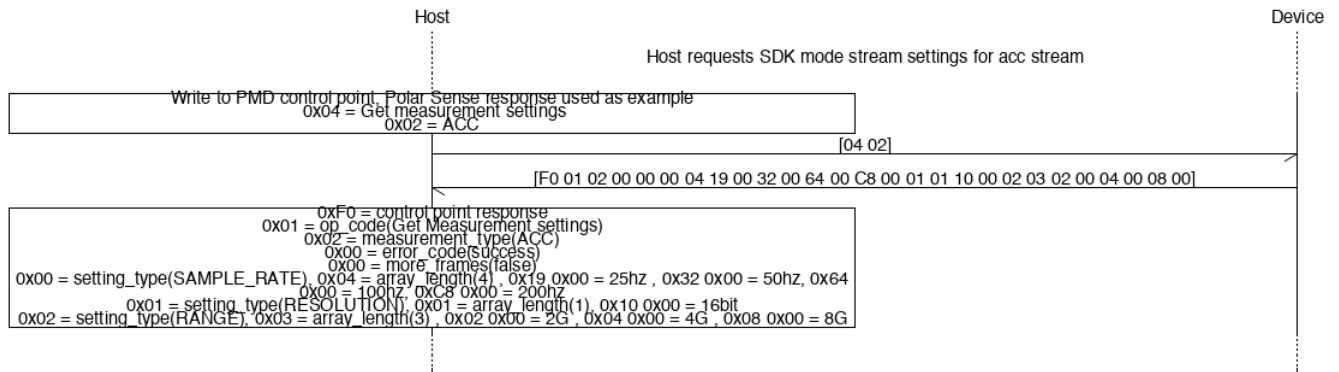 Host
Device
Host requests SDK mode stream settings for acc stream
Write to PMD control point, Polar Sense response used as example
0x04 = Get measurement settings
0x02 = ACC
[04 02]
[F0 01 02 00 00 00 04 19 00 32 00 64 00 C8 00 01 01 10 00 02 03 02 00 04 00 08 00]
0xF0 = control point response
0x01 = op_code(Get Measurement settings)
0x02 = measurement_type(ACC)
0x00 = error_code(success)
0x00 = more_frames(false)
0x00 = setting_type(SAMPLE_RATE), 0x04 = array_length(4) , 0x19 0x00 = 25hz , 0x32 0x00 = 50hz, 0x64
0x00 = 100hz, 0xC8 0x00 = 200hz
0x01 = setting_type(RESOLUTION), 0x01 = array_length(1), 0x10 0x00 = 16bit
0x02 = setting_type(RANGE), 0x03 = array_length(3) , 0x02 0x00 = 2G , 0x04 0x00 = 4G , 0x08 0x00 = 8G